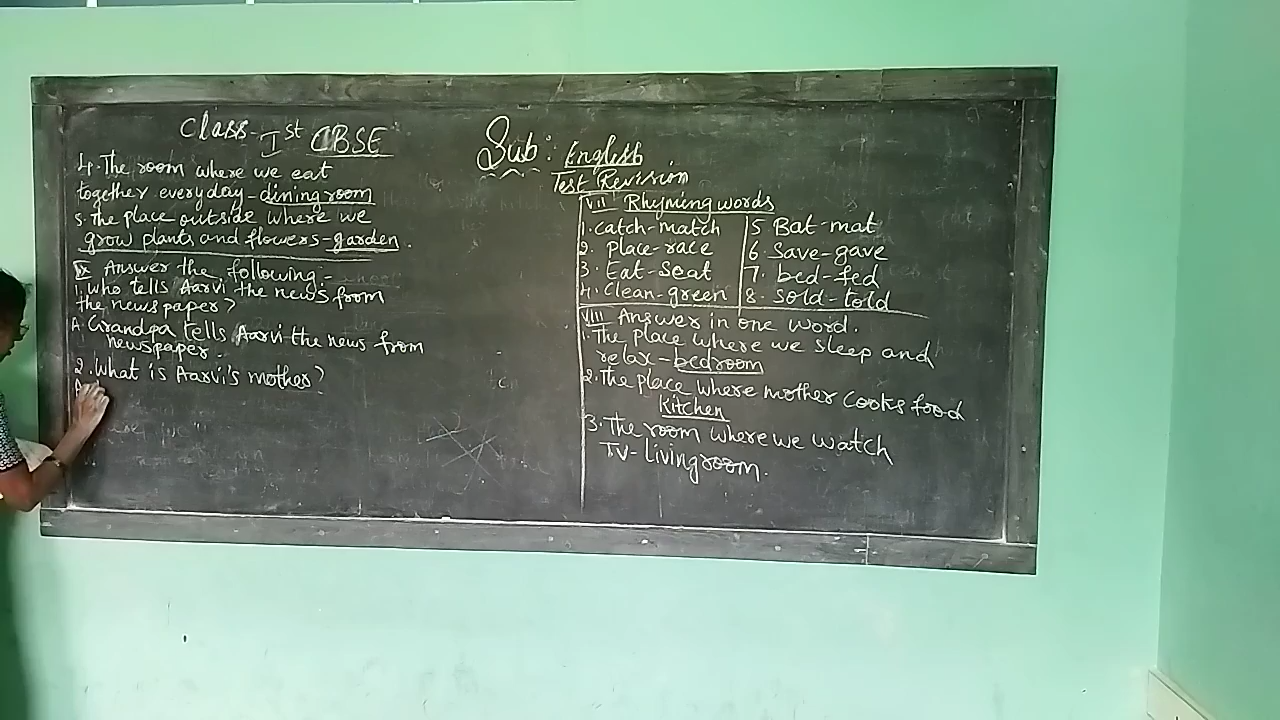 Class - Ist CBSE
Sub: English
Test Revision
4. The room where we eat
together everyday - dining room
5. The place outside where we
grow plants and flowers - garden.
IX Answer the following:-
1. Who tells Aarvi the news from
the newspaper?
A. Grandpa tells Aarvi the news from
newspaper.
2. What is Aarvi's mother?
A
VII Rhyming words
1. catch - match
2. place - race
3. Eat - Seat
4. Clean - green
5 Bat - mat
6. Save - gave
7. bed - fed
8. Sold - told
VIII Answer in one word.
1. The place where we sleep and
relax - bedroom
2. The place where mother cooks food
Kitchen
3. The room where we watch
TV - Living room.